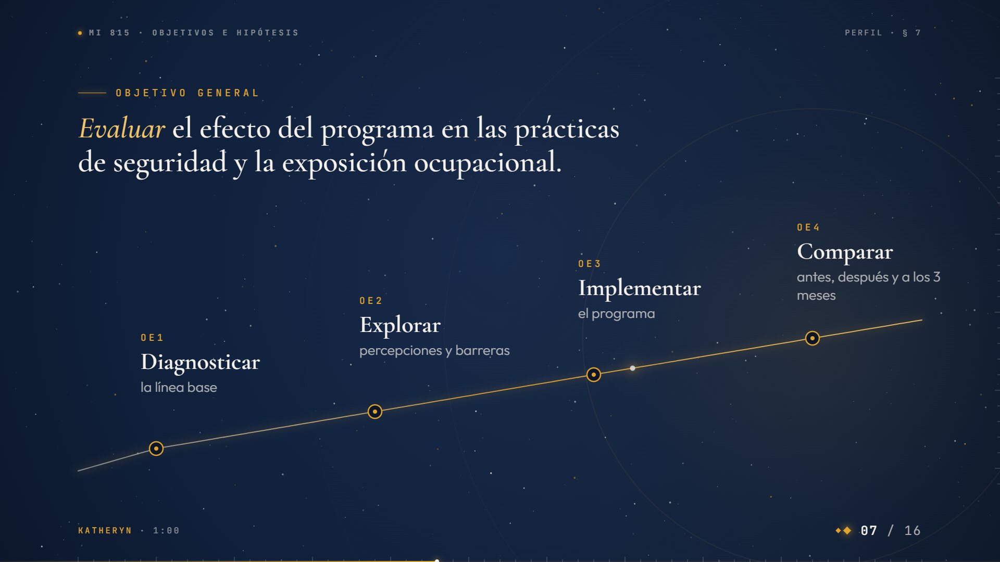 MI 815 · OBJETIVOS E HIPÓTESIS
PERFIL · § 7
OBJETIVO GENERAL
Evaluar el efecto del programa en las prácticas
de seguridad y la exposición ocupacional.
OE1
Diagnosticar
la línea base
OE2
Explorar
percepciones y barreras
OE3
Implementar
el programa
OE4
Comparar
antes, después y a los 3
meses
KATHERYN · 1:00
07 / 16